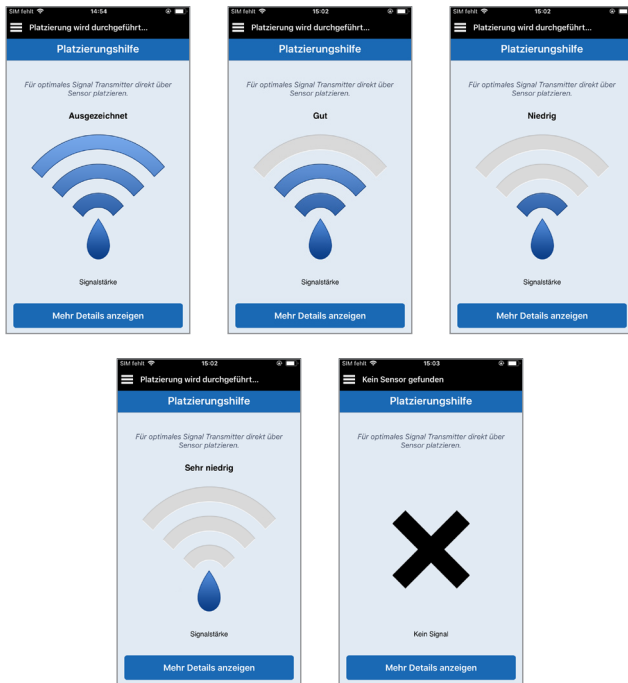 SIM fehlt 14:54
Platzierung wird durchgeführt...
Platzierungshilfe
Für optimales Signal Transmitter direkt über
Sensor platzieren.
Ausgezeichnet
Signalstärke
Mehr Details anzeigen
SIM fehlt 15:02
Platzierung wird durchgeführt...
Platzierungshilfe
Für optimales Signal Transmitter direkt über
Sensor platzieren.
Gut
Signalstärke
Mehr Details anzeigen
SIM fehlt 15:02
Platzierung wird durchgeführt...
Platzierungshilfe
Für optimales Signal Transmitter direkt über
Sensor platzieren.
Niedrig
Signalstärke
Mehr Details anzeigen
SIM fehlt 15:02
Platzierung wird durchgeführt...
Platzierungshilfe
Für optimales Signal Transmitter direkt über
Sensor platzieren.
Sehr niedrig
Signalstärke
Mehr Details anzeigen
SIM fehlt 15:03
Kein Sensor gefunden
Platzierungshilfe
Für optimales Signal Transmitter direkt über
Sensor platzieren.
Kein Signal
Mehr Details anzeigen